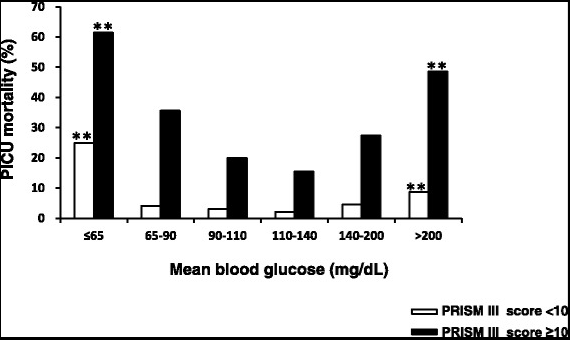 PICU mortality (%)
70
60
50
40
30
20
10
0
**
**
**
**
≤65 65-90 90-110 110-140 140-200 >200
Mean blood glucose (mg/dL)
PRISM III score <10
PRISM III score ≥10